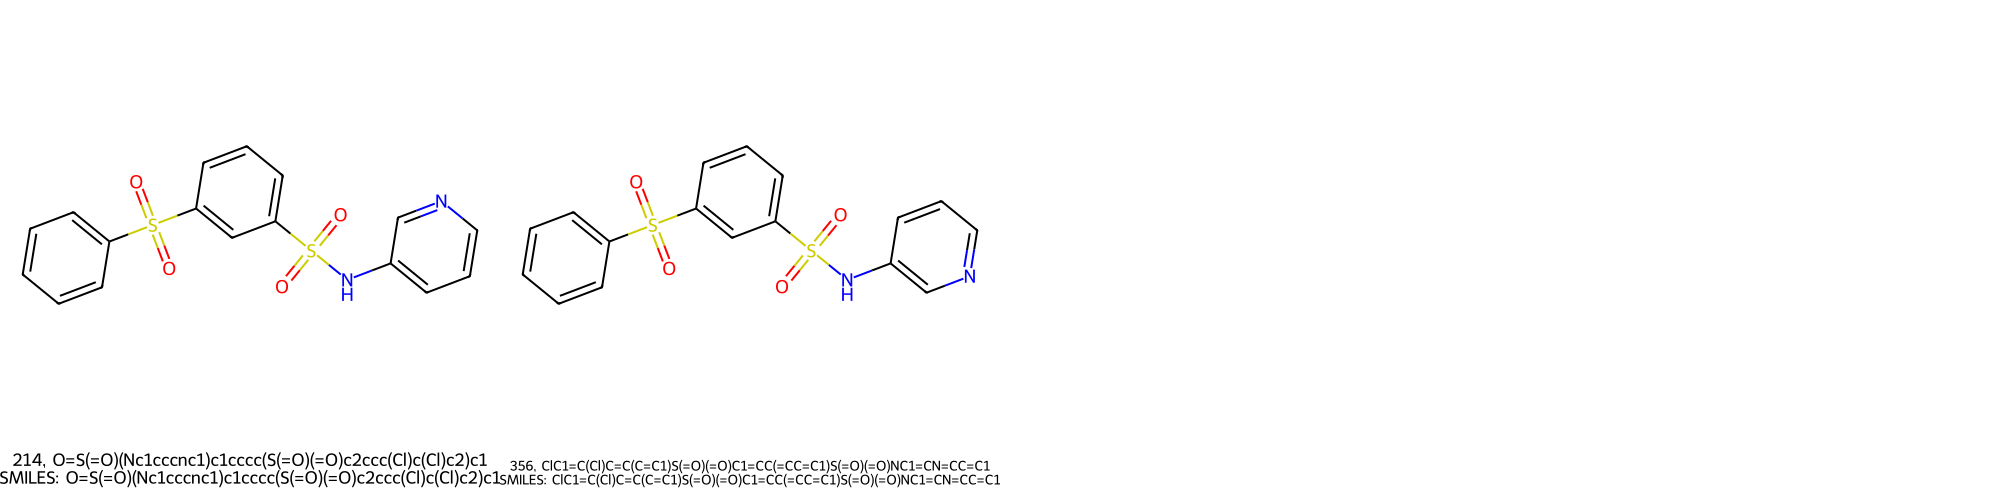 O O N O O
S S
O O NH
O O N O O
S S
O O NH
214, O=S(=O)(Nc1cccnc1)c1cccc(S(=O)(=O)c2ccc(Cl)c(Cl)c2)c1
SMILES: O=S(=O)(Nc1cccnc1)c1cccc(S(=O)(=O)c2ccc(Cl)c(Cl)c2)c1
356, ClC1=C(Cl)C=C(C=C1)S(=O)(=O)C1=CC(=CC=C1)S(=O)(=O)NC1=CN=CC=C1
SMILES: ClC1=C(Cl)C=C(C=C1)S(=O)(=O)C1=CC(=CC=C1)S(=O)(=O)NC1=CN=CC=C1